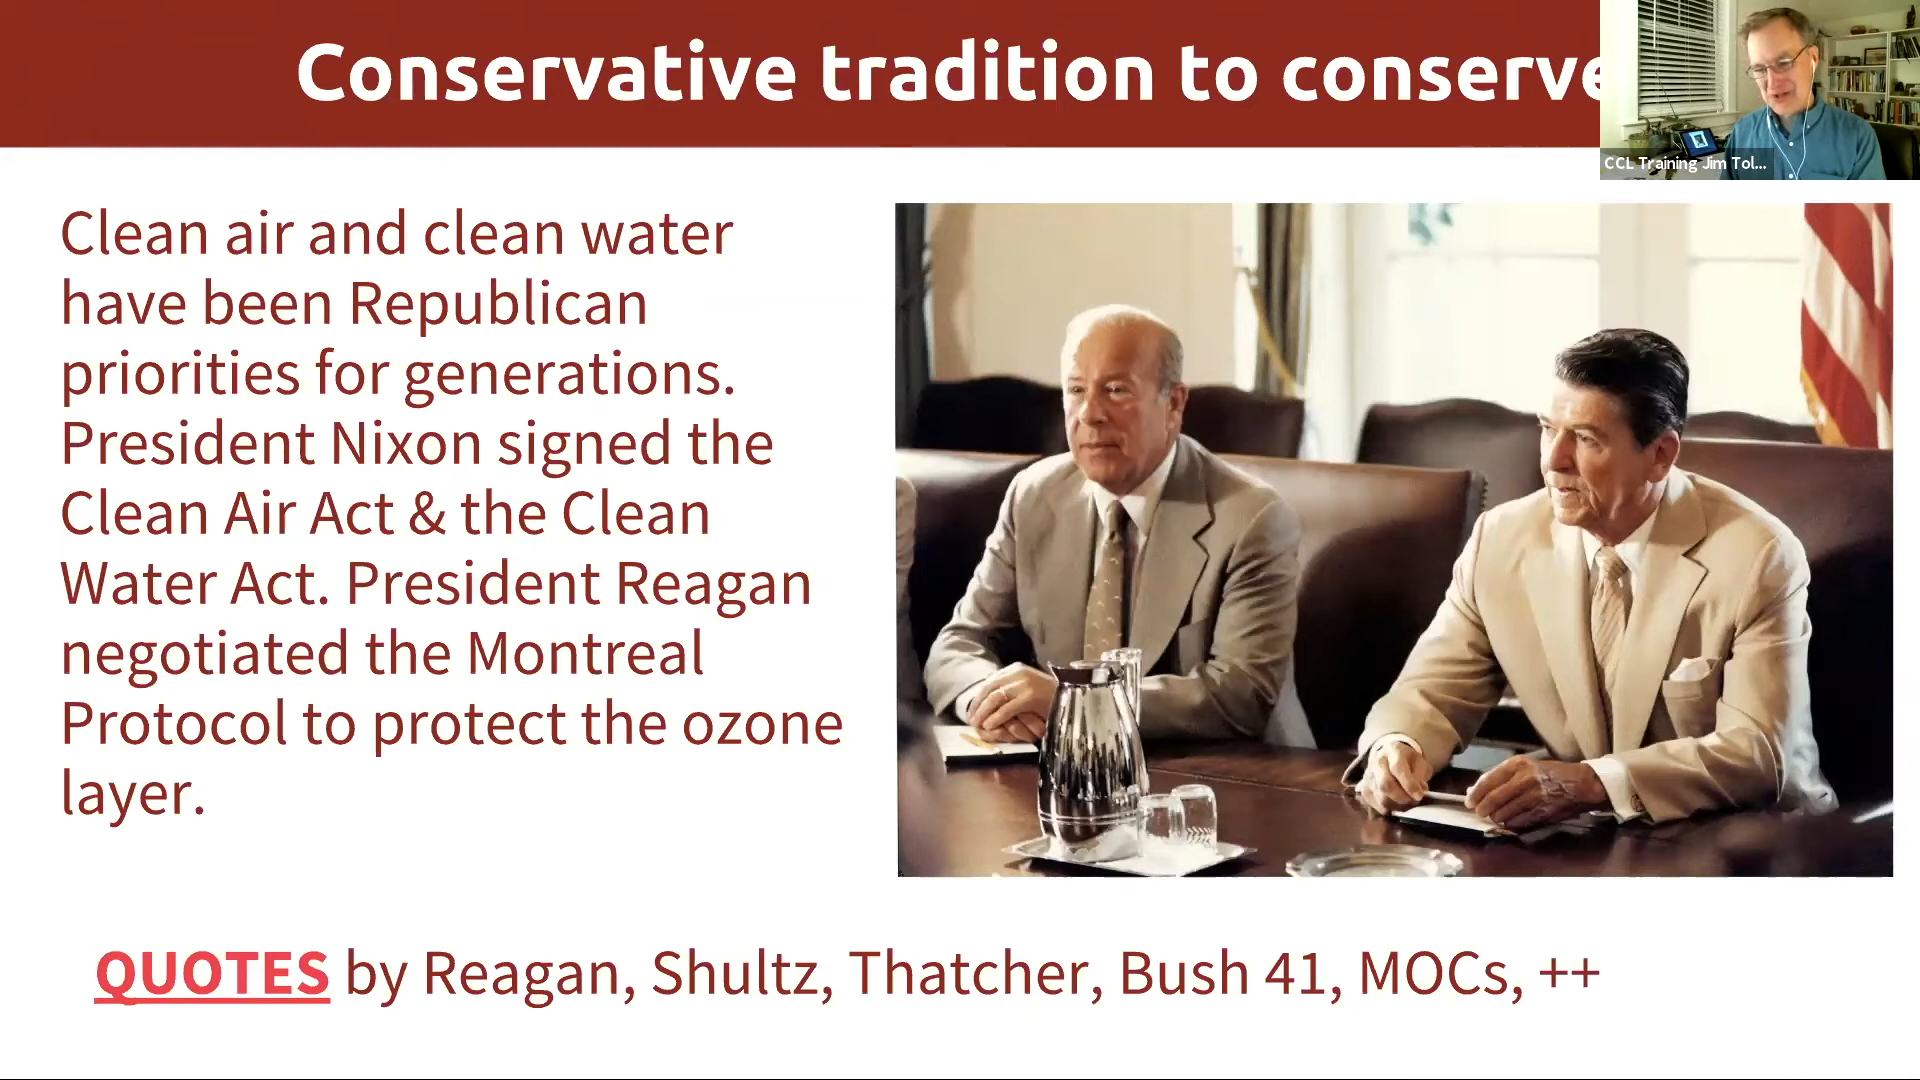 Conservative tradition to conserve
CCL Training Jim Tol...
Clean air and clean water
have been Republican
priorities for generations.
President Nixon signed the
Clean Air Act & the Clean
Water Act. President Reagan
negotiated the Montreal
Protocol to protect the ozone
layer.
QUOTES by Reagan, Shultz, Thatcher, Bush 41, MOCs, ++